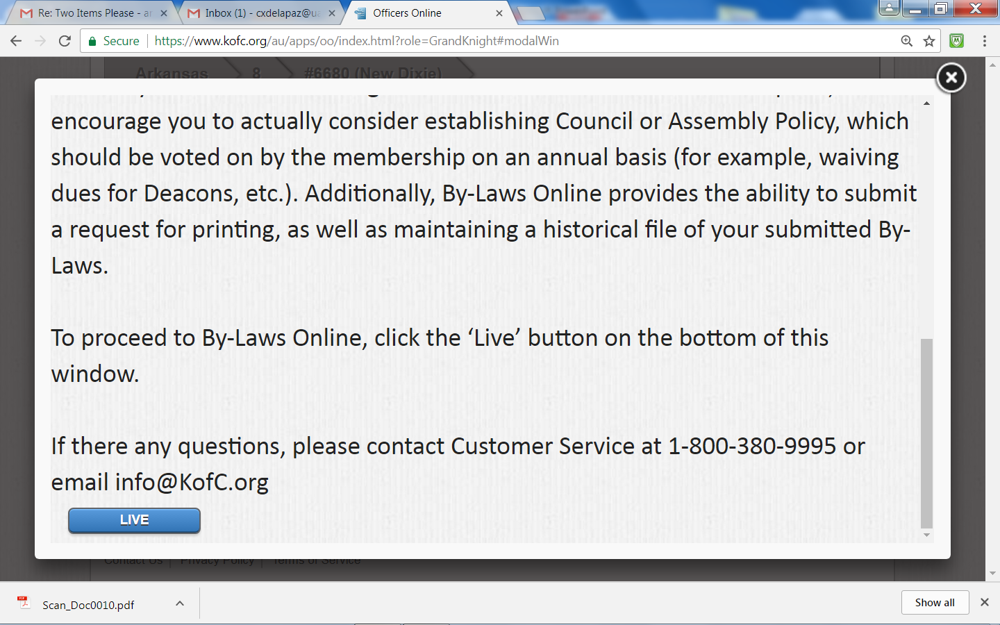 Re: Two Items Please - ar
Inbox (1) - cxdelapaz@ua
Officers Online
Secure
https://www.kofc.org/au/apps/oo/index.html?role=GrandKnight#modalWin
Arkansas 8 #6680 (New Dixie)
encourage you to actually consider establishing Council or Assembly Policy, which
should be voted on by the membership on an annual basis (for example, waiving
dues for Deacons, etc.). Additionally, By-Laws Online provides the ability to submit
a request for printing, as well as maintaining a historical file of your submitted By-
Laws.
To proceed to By-Laws Online, click the ‘Live’ button on the bottom of this
window.
If there any questions, please contact Customer Service at 1-800-380-9995 or
email info@KofC.org
LIVE
Contact Us | Privacy Policy | Terms of Service
Scan_Doc0010.pdf
Show all